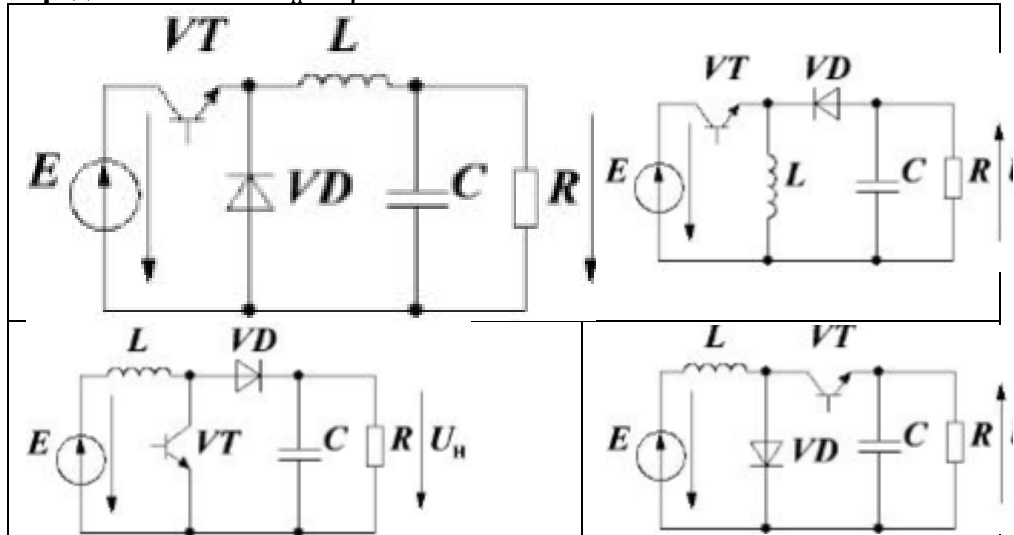 VT L
E VD C R
VT VD
E L C R
L VD
E VT C R Uн
L VT
E VD C R